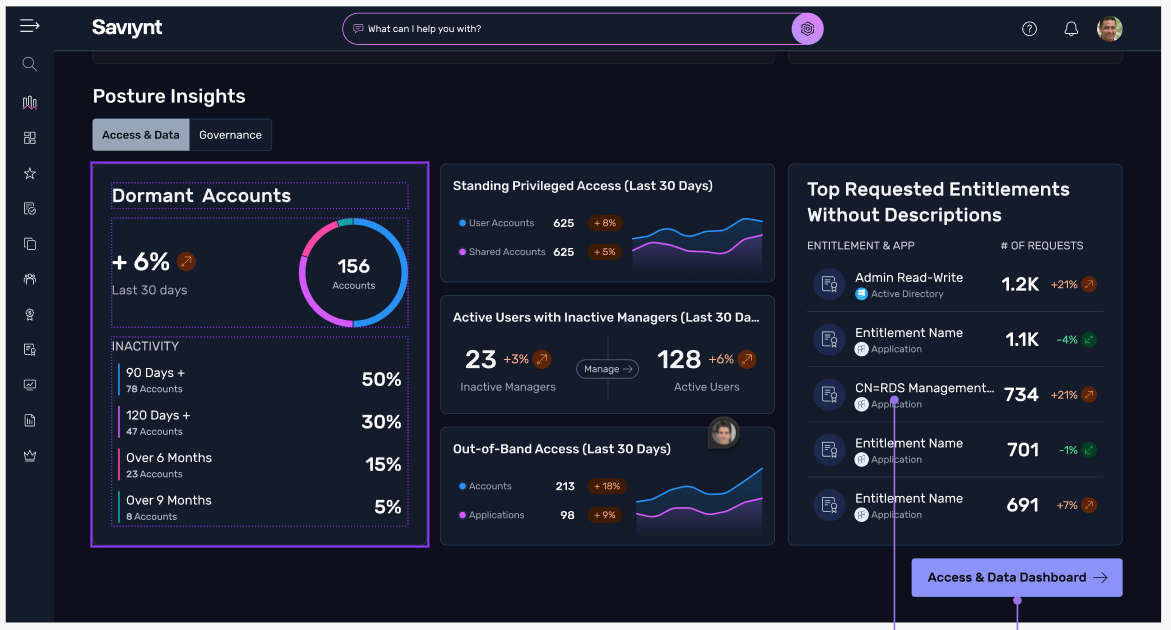 Saviynt
What can I help you with?
Posture Insights
Access & Data
Governance
Dormant Accounts
+ 6%
Last 30 days
156
Accounts
INACTIVITY
90 Days +
78 Accounts
50%
120 Days +
47 Accounts
30%
Over 6 Months
23 Accounts
15%
Over 9 Months
8 Accounts
5%
Standing Privileged Access (Last 30 Days)
User Accounts 625 + 8%
Shared Accounts 625 + 5%
Active Users with Inactive Managers (Last 30 Da...
23 +3%
Inactive Managers
Manage
128 +6%
Active Users
Out-of-Band Access (Last 30 Days)
Accounts 213 + 18%
Applications 98 + 9%
Top Requested Entitlements
Without Descriptions
ENTITLEMENT & APP # OF REQUESTS
Admin Read-Write
Active Directory
1.2K +21%
Entitlement Name
Application
1.1K -4%
CN=RDS Management...
Application
734 +21%
Entitlement Name
Application
701 -1%
Entitlement Name
Application
691 +7%
Access & Data Dashboard